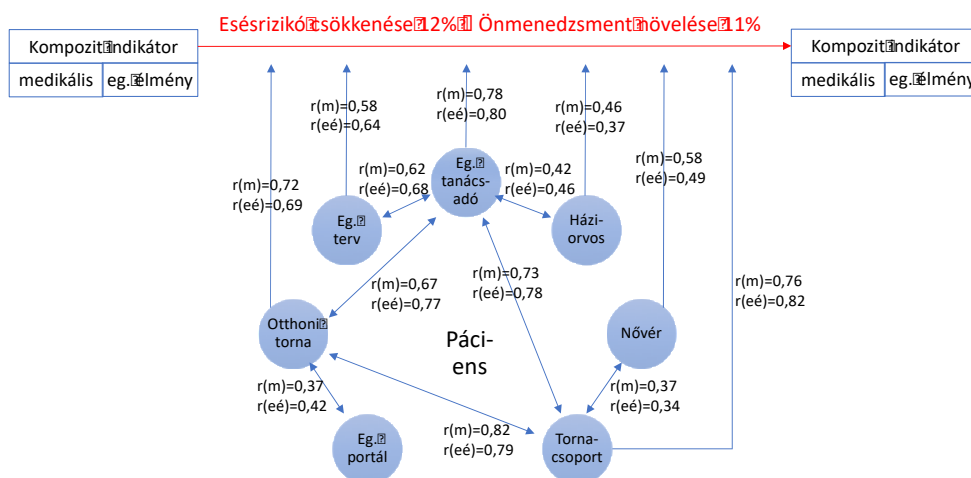 Esésrizikó csökkenése 12% Önmenedzsment növelése 11%
Kompozit indikátor
medikális eg. élmény
Kompozit indikátor
medikális eg. élmény
r(m)=0,58
r(eé)=0,64
r(m)=0,78
r(eé)=0,80
r(m)=0,46
r(eé)=0,37
r(m)=0,72
r(eé)=0,69
r(m)=0,62
r(eé)=0,68
Eg.
tanács-
adó
r(m)=0,42
r(eé)=0,46
r(m)=0,58
r(eé)=0,49
Eg.
terv
Házi-
orvos
r(m)=0,67
r(eé)=0,77
r(m)=0,73
r(eé)=0,78
r(m)=0,76
r(eé)=0,82
Otthoni
torna
Páci-
ens
Nővér
r(m)=0,37
r(eé)=0,42
r(m)=0,37
r(eé)=0,34
Eg.
portál
r(m)=0,82
r(eé)=0,79
Torna-
csoport